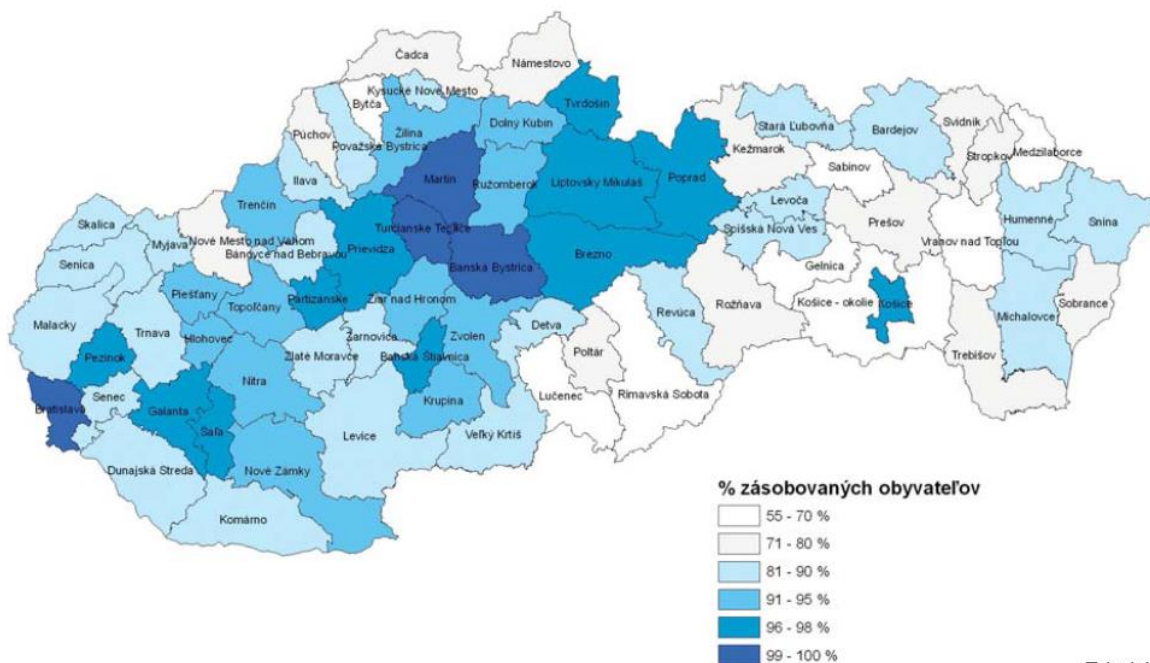 Čadca
Námestovo
Kysucké Nové Mesto
Bytča
Tvrdošín
Púchov
Žilina
Dolný Kubín
Považská Bystrica
Stará Ľubovňa
Bardejov
Svidník
Stropkov
Medzilaborce
Kežmarok
Sabinov
Ilava
Martin
Ružomberok
Liptovský Mikuláš
Poprad
Levoča
Trenčín
Prešov
Humenné
Snina
Skalica
Myjava
Nové Mesto nad Váhom
Turčianske Teplice
Spišská Nová Ves
Vranov nad Topľou
Bánovce nad Bebravou
Prievidza
Brezno
Senica
Banská Bystrica
Gelnica
Piešťany
Partizánske
Žiar nad Hronom
Topoľčany
Rožňava
Košice - okolie
Košice
Sobrance
Malacky
Trnava
Hlohovec
Žarnovica
Zvolen
Detva
Revúca
Michalovce
Pezinok
Zlaté Moravce
Banská Štiavnica
Poltár
Trebišov
Nitra
Senec
Bratislava
Galanta
Krupina
Lučenec
Rimavská Sobota
Šaľa
Levice
Veľký Krtíš
Dunajská Streda
Nové Zámky
Komárno
% zásobovaných obyvateľov
55 - 70 %
71 - 80 %
81 - 90 %
91 - 95 %
96 - 98 %
99 - 100 %